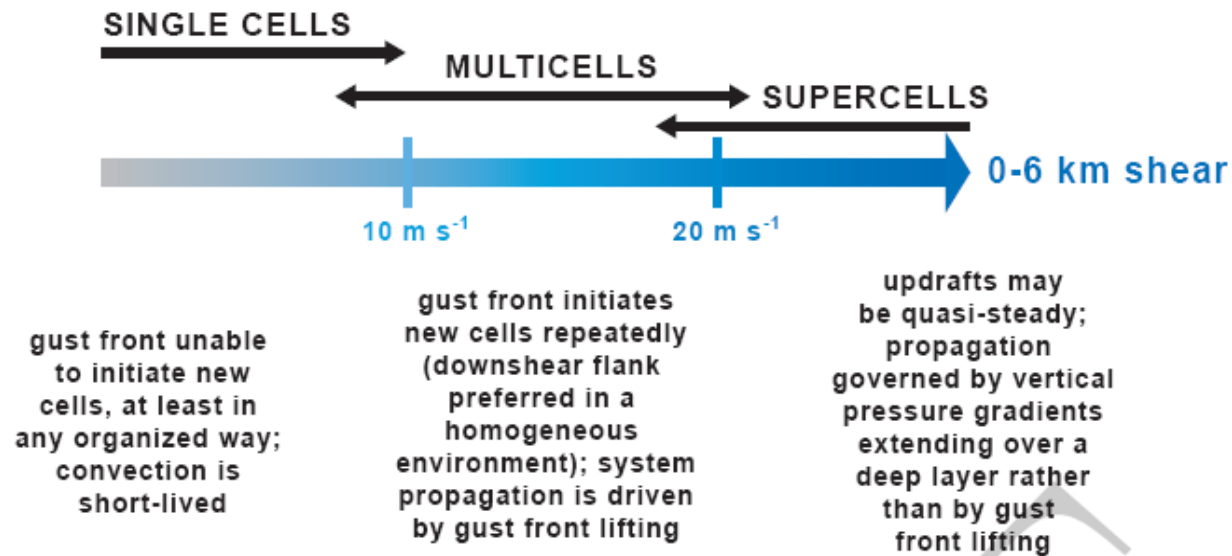 SINGLE CELLS
MULTICELLS
SUPERCELLS
0-6 km shear
10 m s⁻¹
20 m s⁻¹
gust front unable
to initiate new
cells, at least in
any organized way;
convection is
short-lived
gust front initiates
new cells repeatedly
(downshear flank
preferred in a
homogeneous
environment); system
propagation is driven
by gust front lifting
updrafts may
be quasi-steady;
propagation
governed by vertical
pressure gradients
extending over a
deep layer rather
than by gust
front lifting